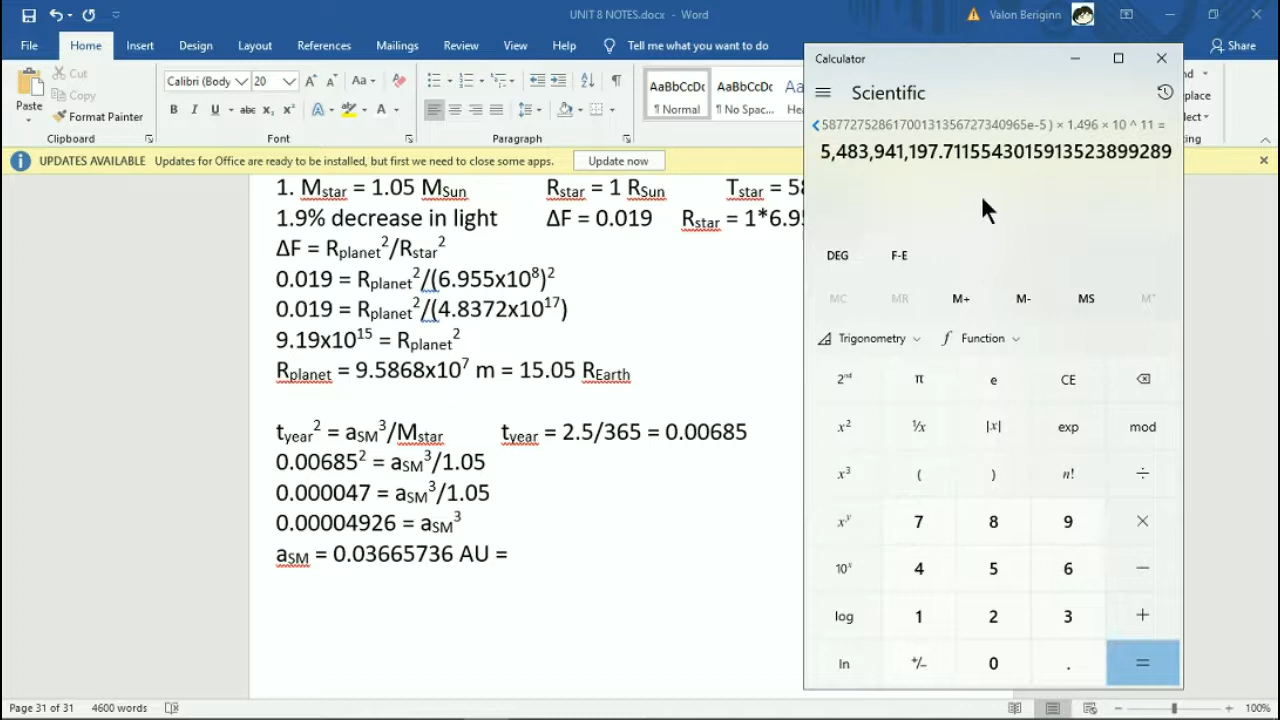 UNIT 8 NOTES.docx - Word
Valon Beriginn
File Home Insert Design Layout References Mailings Review View Help Tell me what you want to do Share
Paste
Cut
Copy
Format Painter
Clipboard
Calibri (Body 20
Font
Paragraph
AaBbCcDc
¶ Normal
AaBbCcDc
¶ No Spac...
UPDATES AVAILABLE Updates for Office are ready to be installed, but first we need to close some apps. Update now
1. Mstar = 1.05 MSun Rstar = 1 RSun Tstar = 58
1.9% decrease in light ΔF = 0.019 Rstar = 1*6.95
ΔF = Rplanet²/Rstar²
0.019 = Rplanet²/(6.955x10⁸)²
0.019 = Rplanet²/(4.8372x10¹⁷)
9.19x10¹⁵ = Rplanet²
Rplanet = 9.5868x10⁷ m = 15.05 REarth
tyear² = aSM³/Mstar tyear = 2.5/365 = 0.00685
0.00685² = aSM³/1.05
0.000047 = aSM³/1.05
0.00004926 = aSM³
aSM = 0.03665736 AU =
Calculator
Scientific
5877275286170013135672734096​5e-5 ) × 1.496 × 10 ^ 11 =
5,483,941,197.7115543015913523899289
DEG F-E
MC MR M+ M- MS M˅
Trigonometry Function
2ⁿᵈ π e CE
x² ¹/x |x| exp mod
x³ ( ) n! ÷
xʸ 7 8 9 ×
10ˣ 4 5 6 −
log 1 2 3 +
ln +/− 0 . =
Page 31 of 31 4600 words 100%